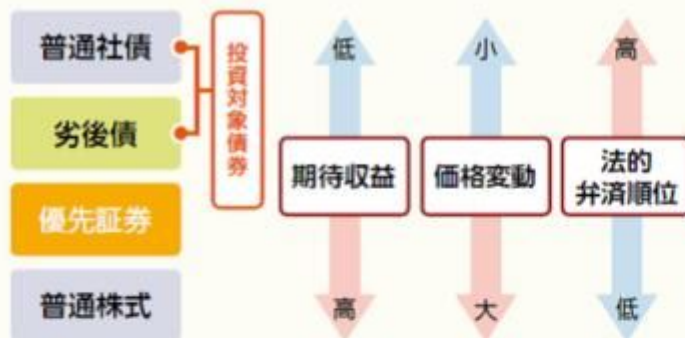 普通社債
劣後債
優先証券
普通株式
投資対象債券
低
期待収益
高
小
価格変動
大
高
法的
弁済順位
低